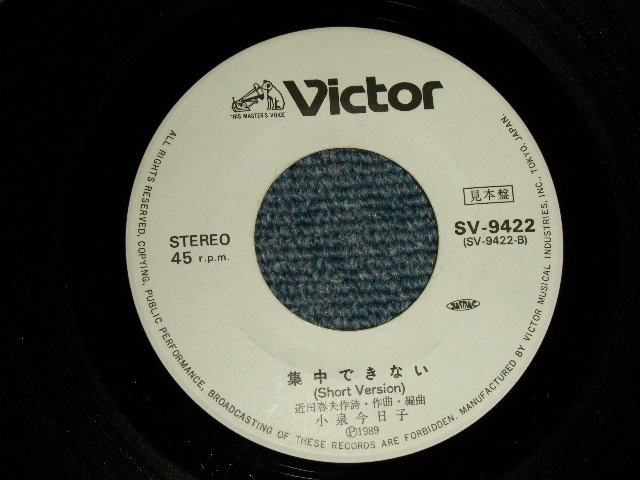 Victor
"HIS MASTER'S VOICE"
見本盤
STEREO
45 r.p.m.
SV-9422
(SV-9422-B)
JASRAC
集中できない
(Short Version)
近田春夫作詩・作曲・編曲
小泉今日子
Ⓟ1989
ALL RIGHTS RESERVED, COPYING, PUBLIC PERFORMANCE, BROADCASTING OF THESE RECORDS ARE FORBIDDEN. MANUFACTURED BY VICTOR MUSICAL INDUSTRIES, INC., TOKYO, JAPAN.